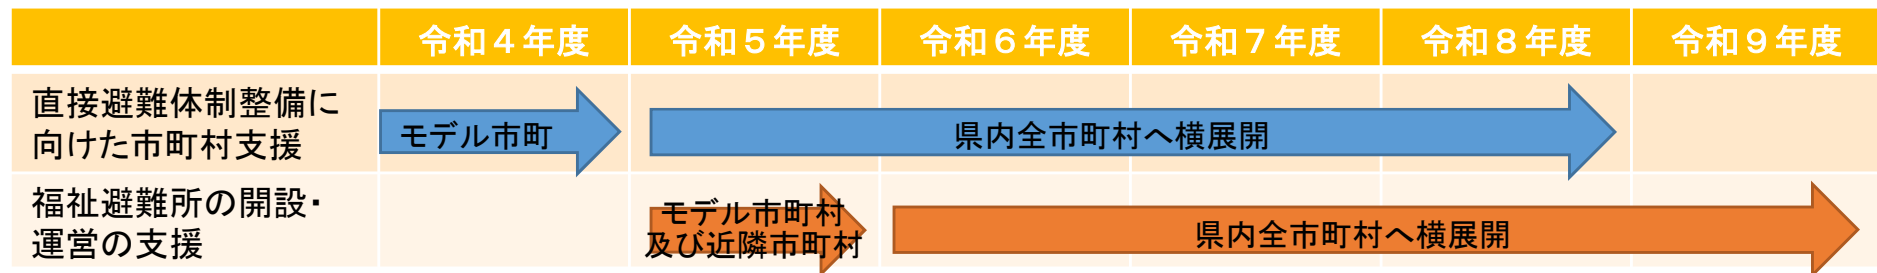 令和４年度 令和５年度 令和６年度 令和７年度 令和８年度 令和９年度
直接避難体制整備に
向けた市町村支援
モデル市町
県内全市町村へ横展開
福祉避難所の開設・
運営の支援
モデル市町村
及び近隣市町村
県内全市町村へ横展開